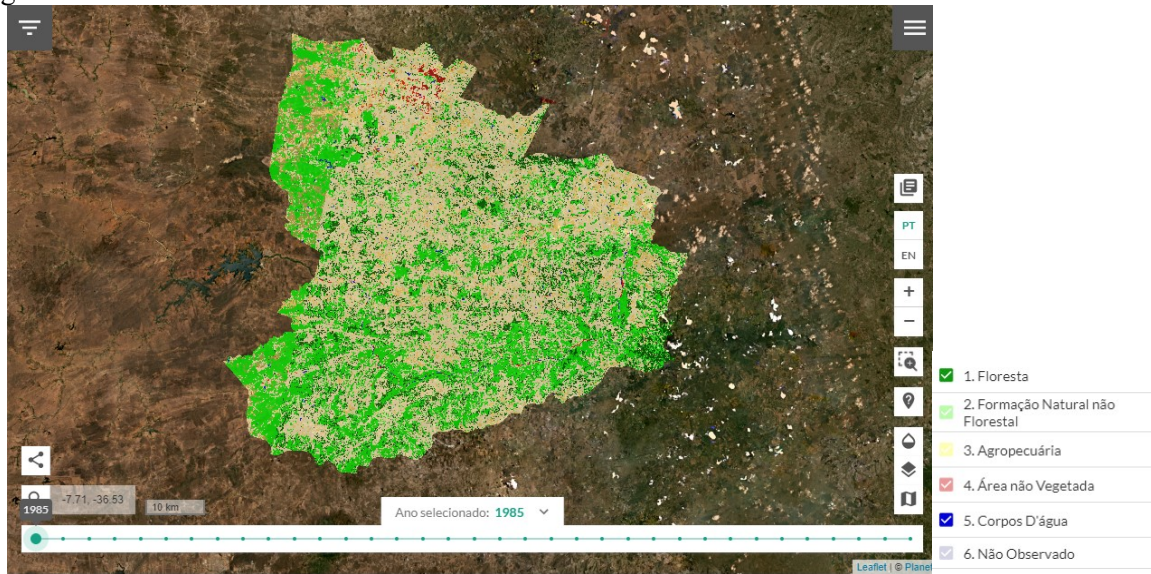 PT
EN
+
−
1. Floresta
2. Formação Natural não
Florestal
3. Agropecuária
4. Área não Vegetada
5. Corpos D'água
6. Não Observado
1985
-7.71, -36.53
10 km
Ano selecionado: 1985
Leaflet | © Planet